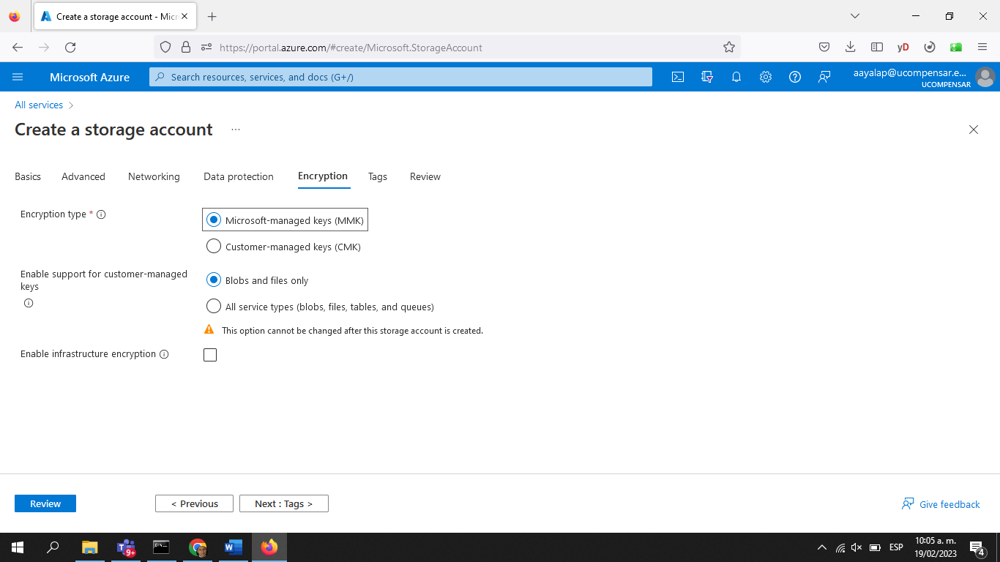 Create a storage account - Micr
https://portal.azure.com/#create/Microsoft.StorageAccount
yD
Microsoft Azure
Search resources, services, and docs (G+/)
aayalap@ucompensar.e...
UCOMPENSAR
All services
Create a storage account ...
Basics Advanced Networking Data protection Encryption Tags Review
Encryption type *
Microsoft-managed keys (MMK)
Customer-managed keys (CMK)
Enable support for customer-managed
keys
Blobs and files only
All service types (blobs, files, tables, and queues)
This option cannot be changed after this storage account is created.
Enable infrastructure encryption
Review
< Previous
Next : Tags >
Give feedback
9+
ESP
10:05 a. m.
19/02/2023
4